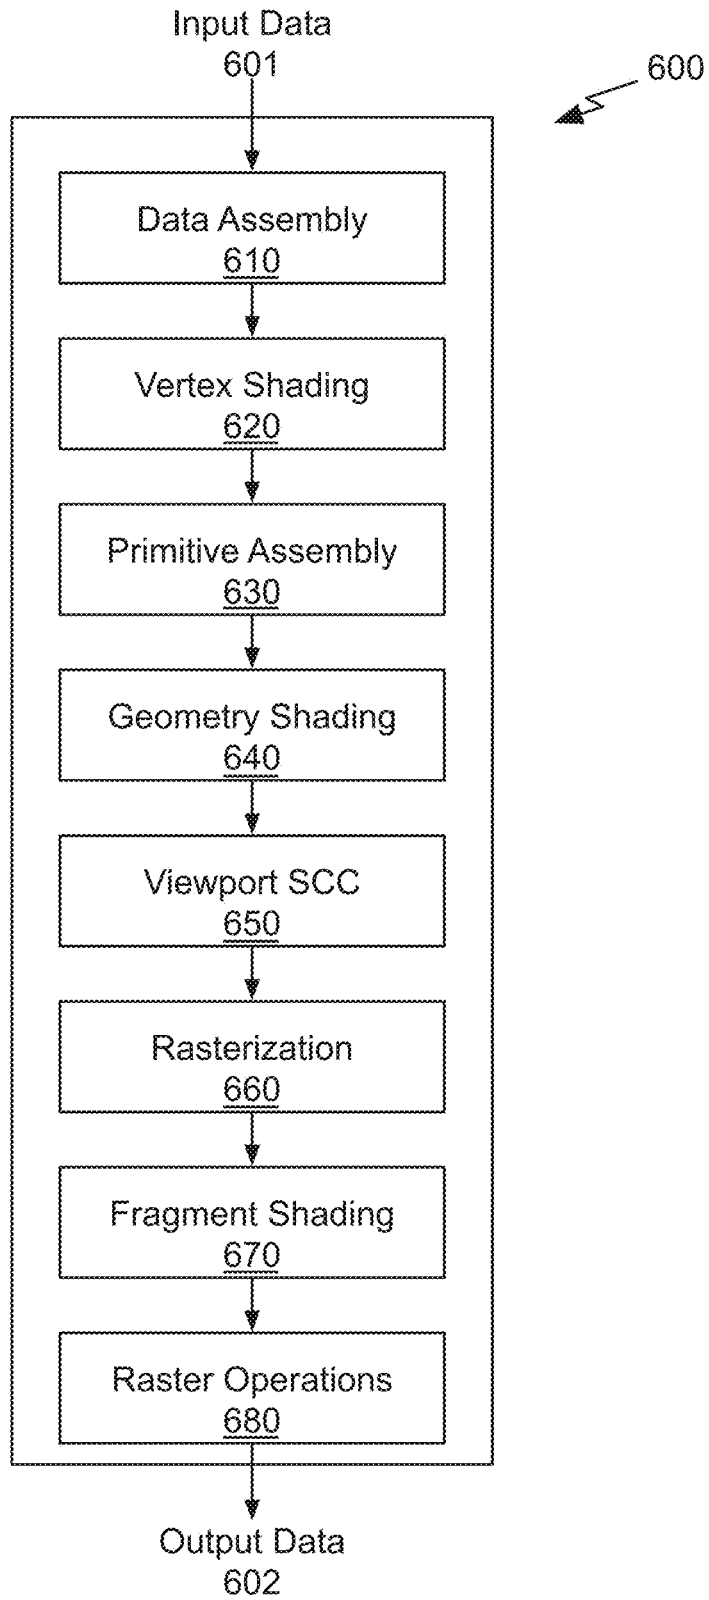 Input Data
601
600
Data Assembly
610
Vertex Shading
620
Primitive Assembly
630
Geometry Shading
640
Viewport SCC
650
Rasterization
660
Fragment Shading
670
Raster Operations
680
Output Data
602